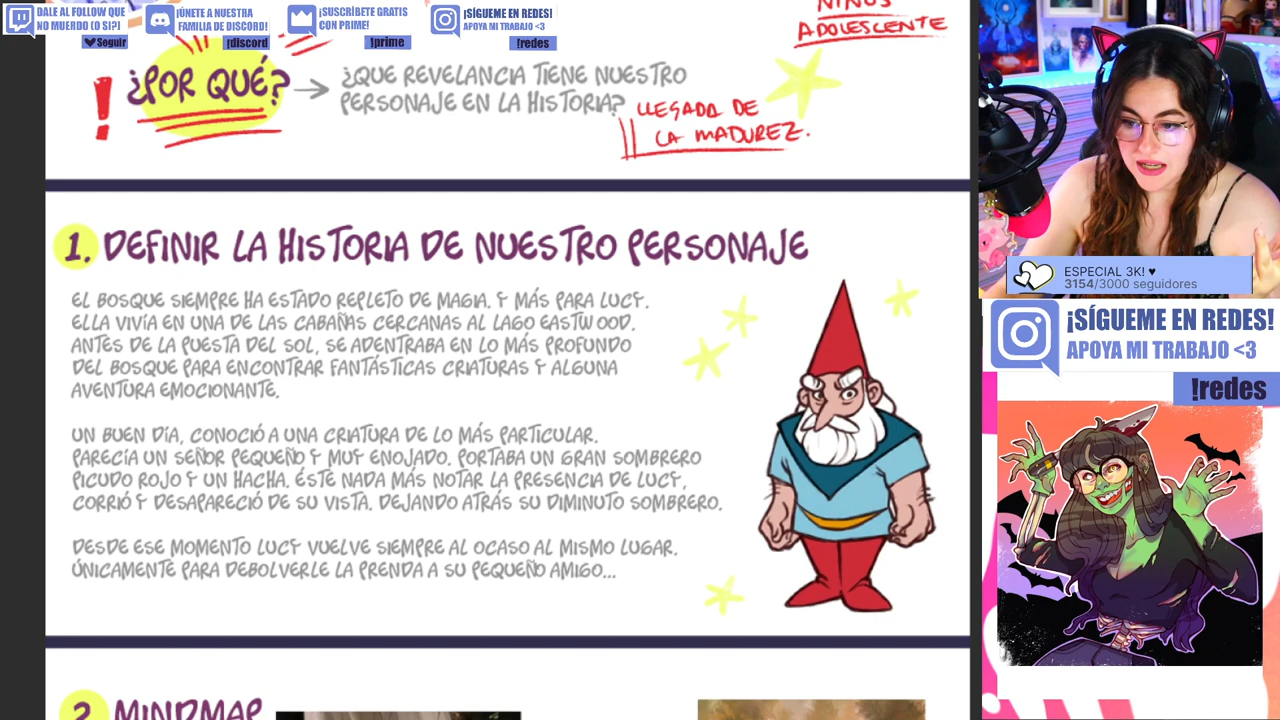 DALE AL FOLLOW QUE
NO MUERDO (O SI?)
Seguir
¡ÚNETE A NUESTRA
FAMILIA DE DISCORD!
!discord
¡SUSCRÍBETE GRATIS
CON PRIME!
!prime
¡SÍGUEME EN REDES!
APOYA MI TRABAJO <3
!redes
NIÑOS
ADOLESCENTE
! ¿POR QUÉ? → ¿QUE REVELANCIA TIENE NUESTRO
PERSONAJE EN LA HISTORIA?
LLEGADA DE
LA MADUREZ.
1. DEFINIR LA HISTORIA DE NUESTRO PERSONAJE
EL BOSQUE SIEMPRE HA ESTADO REPLETO DE MAGIA. Y MÁS PARA LUCY.
ELLA VIVÍA EN UNA DE LAS CABAÑAS CERCANAS AL LAGO EASTWOOD.
ANTES DE LA PUESTA DEL SOL, SE ADENTRABA EN LO MÁS PROFUNDO
DEL BOSQUE PARA ENCONTRAR FANTÁSTICAS CRIATURAS Y ALGUNA
AVENTURA EMOCIONANTE.
UN BUEN DÍA, CONOCIÓ A UNA CRIATURA DE LO MÁS PARTICULAR.
PARECÍA UN SEÑOR PEQUEÑO Y MUY ENOJADO. PORTABA UN GRAN SOMBRERO
PICUDO ROJO Y UN HACHA. ÉSTE NADA MÁS NOTAR LA PRESENCIA DE LUCY,
CORRIÓ Y DESAPARECIÓ DE SU VISTA. DEJANDO ATRÁS SU DIMINUTO SOMBRERO.
DESDE ESE MOMENTO LUCY VUELVE SIEMPRE AL OCASO AL MISMO LUGAR.
ÚNICAMENTE PARA DEBOLVERLE LA PRENDA A SU PEQUEÑO AMIGO...
2. MINDMAP
ESPECIAL 3K! ♥
3154/3000 seguidores
¡SÍGUEME EN REDES!
APOYA MI TRABAJO <3
!redes